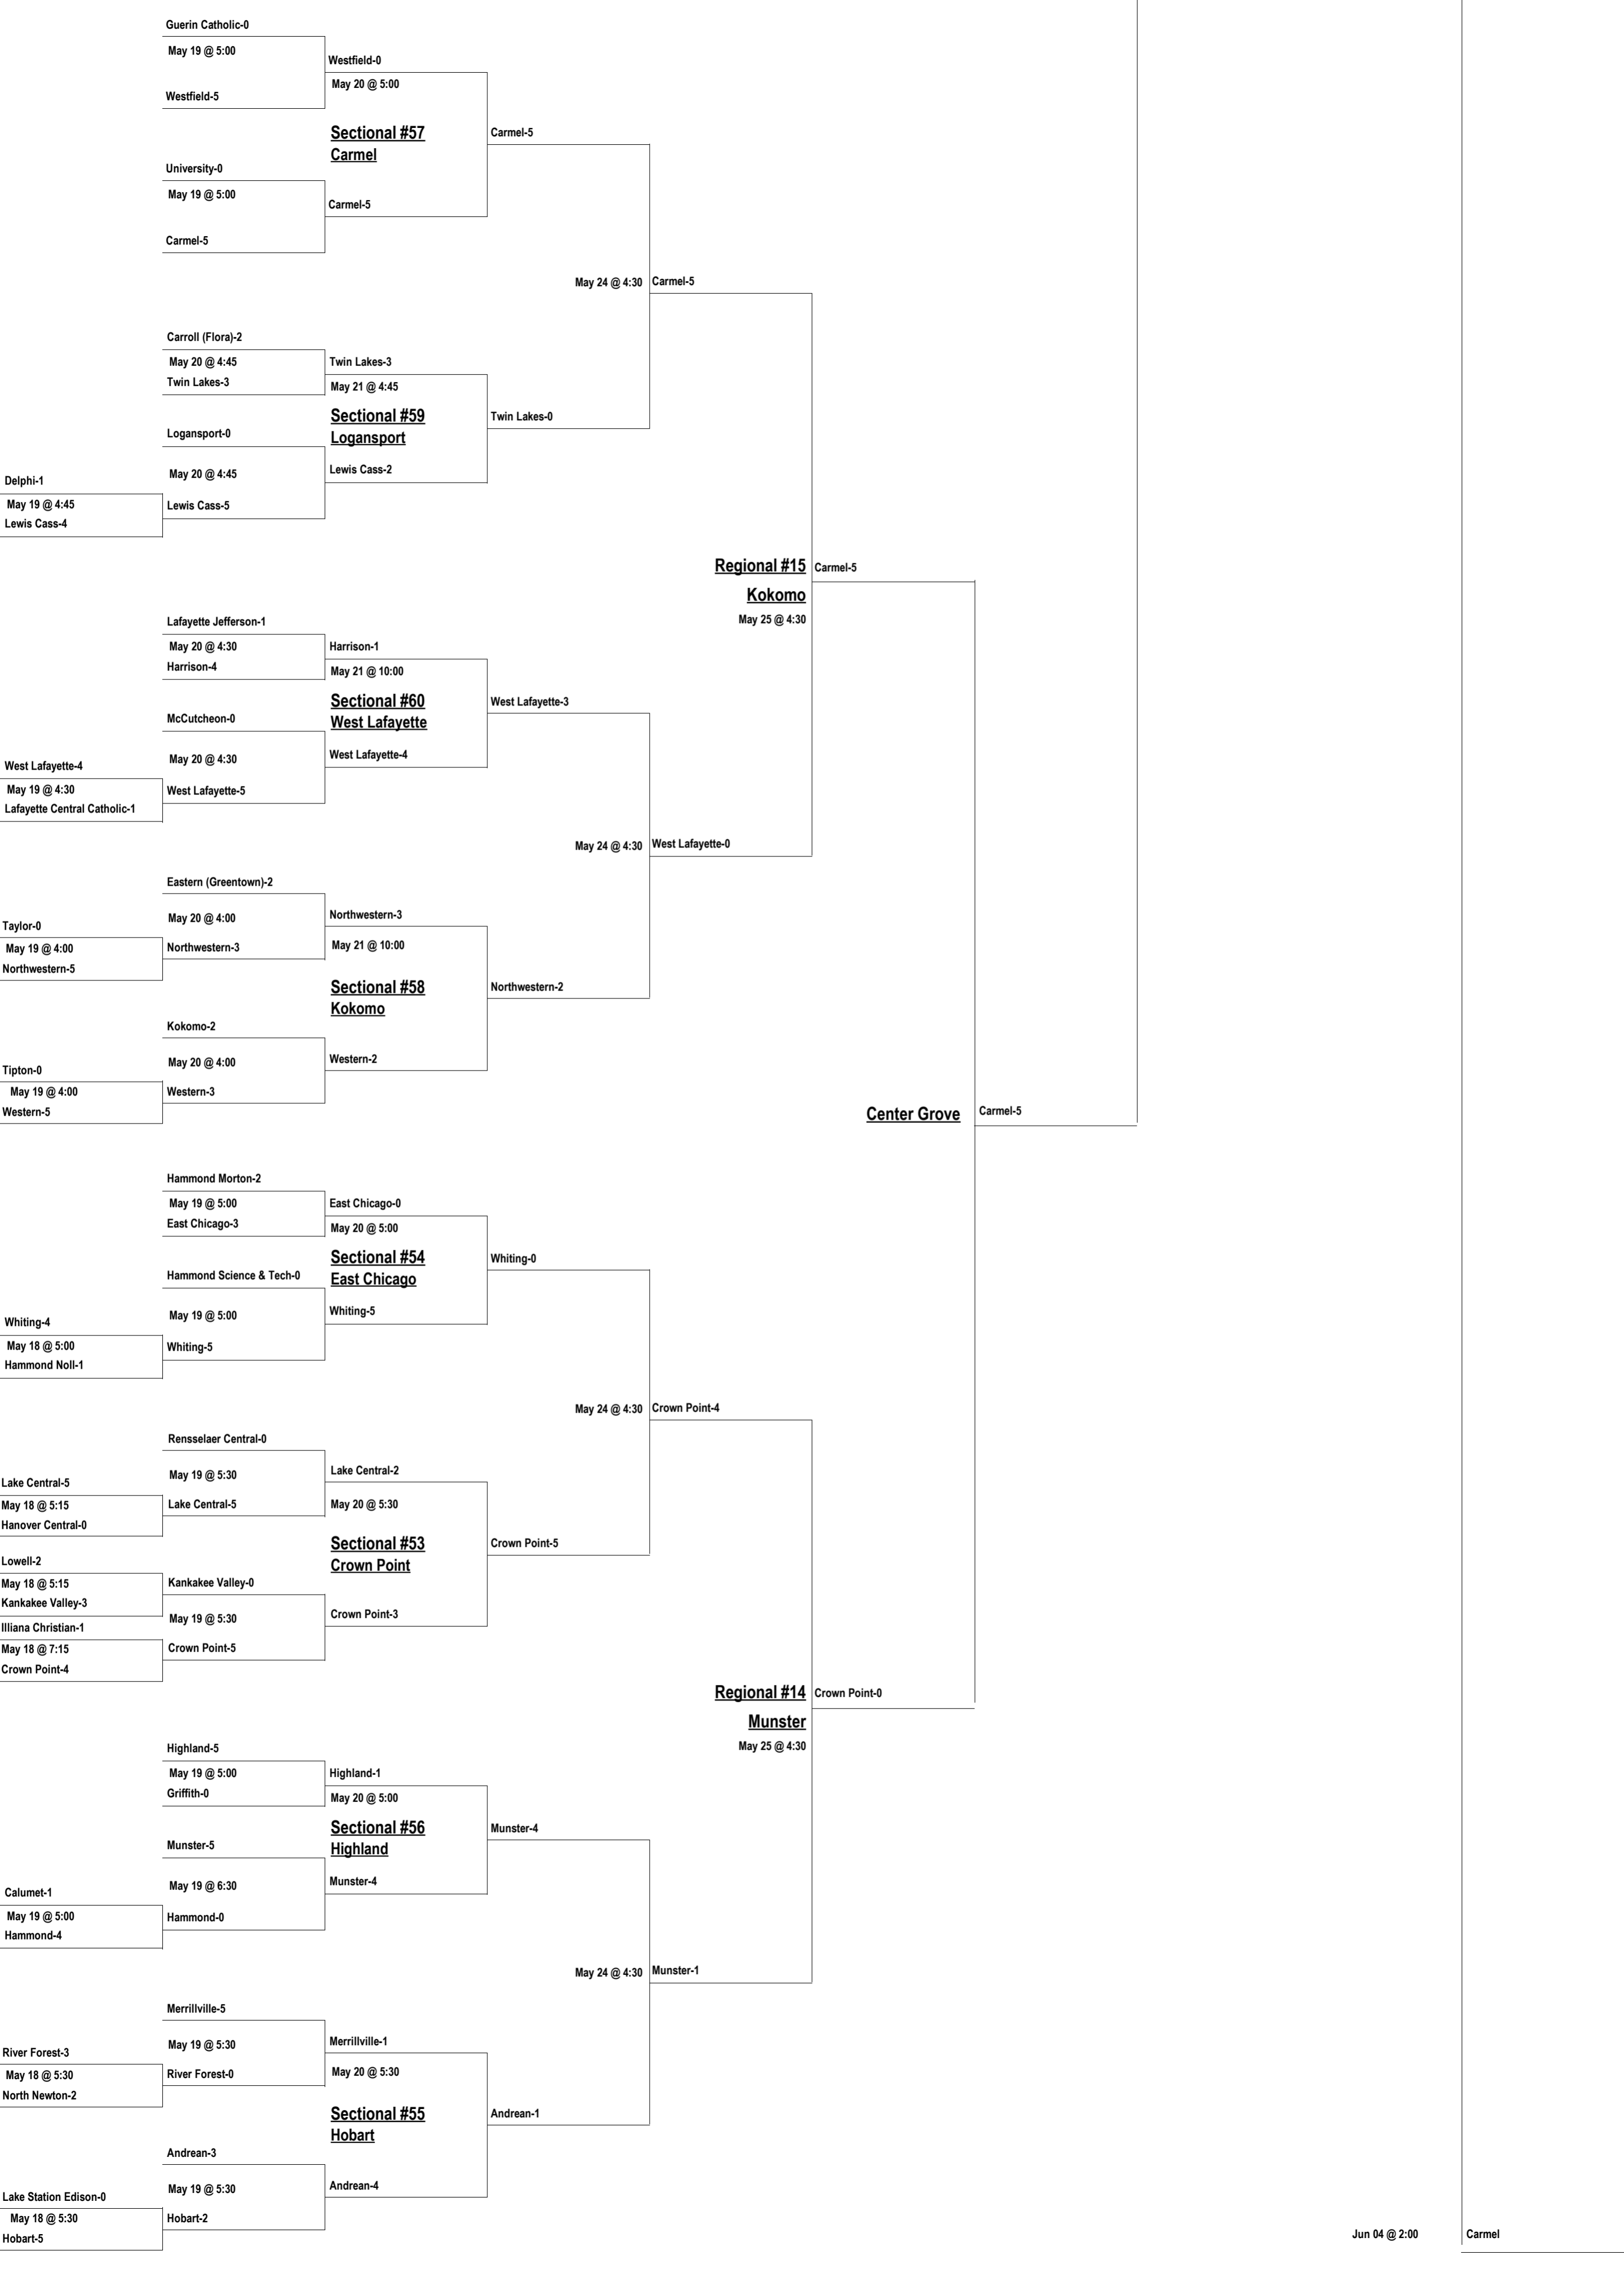 Guerin Catholic-0
May 19 @ 5:00
Westfield-0
May 20 @ 5:00
Westfield-5
Sectional #57
Carmel
Carmel-5
University-0
May 19 @ 5:00
Carmel-5
Carmel-5
May 24 @ 4:30
Carmel-5
Carroll (Flora)-2
May 20 @ 4:45
Twin Lakes-3
Twin Lakes-3
May 21 @ 4:45
Sectional #59
Logansport
Twin Lakes-0
Logansport-0
May 20 @ 4:45
Lewis Cass-2
Delphi-1
May 19 @ 4:45
Lewis Cass-5
Lewis Cass-4
Regional #15
Kokomo
May 25 @ 4:30
Carmel-5
Lafayette Jefferson-1
May 20 @ 4:30
Harrison-1
Harrison-4
May 21 @ 10:00
Sectional #60
West Lafayette
West Lafayette-3
McCutcheon-0
May 20 @ 4:30
West Lafayette-4
West Lafayette-4
May 19 @ 4:30
West Lafayette-5
Lafayette Central Catholic-1
May 24 @ 4:30
West Lafayette-0
Eastern (Greentown)-2
May 20 @ 4:00
Northwestern-3
Taylor-0
May 19 @ 4:00
Northwestern-3
May 21 @ 10:00
Northwestern-5
Sectional #58
Kokomo
Northwestern-2
Kokomo-2
May 20 @ 4:00
Western-2
Tipton-0
May 19 @ 4:00
Western-3
Western-5
Center Grove
Carmel-5
Hammond Morton-2
May 19 @ 5:00
East Chicago-0
East Chicago-3
May 20 @ 5:00
Sectional #54
East Chicago
Whiting-0
Hammond Science & Tech-0
May 19 @ 5:00
Whiting-5
Whiting-4
May 18 @ 5:00
Whiting-5
Hammond Noll-1
May 24 @ 4:30
Crown Point-4
Rensselaer Central-0
May 19 @ 5:30
Lake Central-2
Lake Central-5
May 18 @ 5:15
Lake Central-5
May 20 @ 5:30
Hanover Central-0
Sectional #53
Crown Point
Crown Point-5
Lowell-2
May 18 @ 5:15
Kankakee Valley-0
Kankakee Valley-3
May 19 @ 5:30
Crown Point-3
Illiana Christian-1
May 18 @ 7:15
Crown Point-5
Crown Point-4
Regional #14
Munster
May 25 @ 4:30
Crown Point-0
Highland-5
May 19 @ 5:00
Highland-1
Griffith-0
May 20 @ 5:00
Sectional #56
Highland
Munster-4
Munster-5
May 19 @ 6:30
Munster-4
Calumet-1
May 19 @ 5:00
Hammond-0
Hammond-4
May 24 @ 4:30
Munster-1
Merrillville-5
May 19 @ 5:30
Merrillville-1
River Forest-3
May 18 @ 5:30
River Forest-0
May 20 @ 5:30
North Newton-2
Sectional #55
Hobart
Andrean-1
Andrean-3
May 19 @ 5:30
Andrean-4
Lake Station Edison-0
May 18 @ 5:30
Hobart-2
Hobart-5
Jun 04 @ 2:00
Carmel